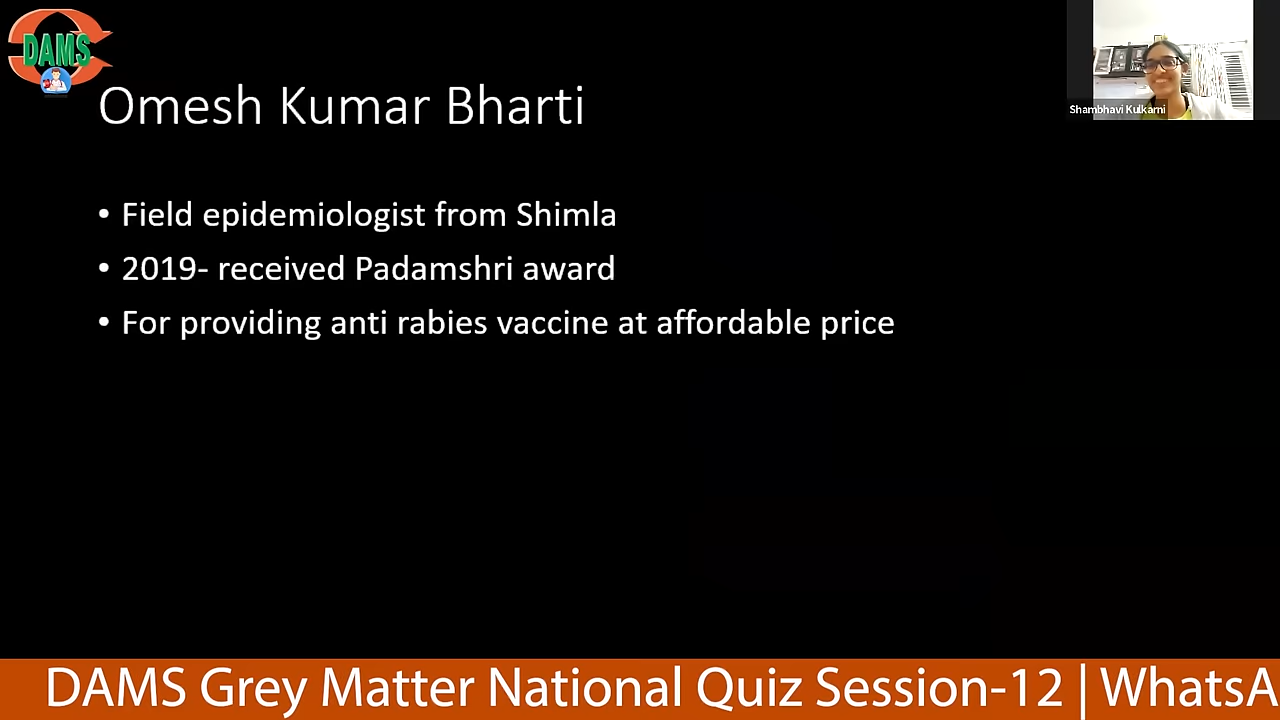 DAMS
Shambhavi Kulkarni
Omesh Kumar Bharti
• Field epidemiologist from Shimla
• 2019- received Padamshri award
• For providing anti rabies vaccine at affordable price
DAMS Grey Matter National Quiz Session-12 | WhatsA